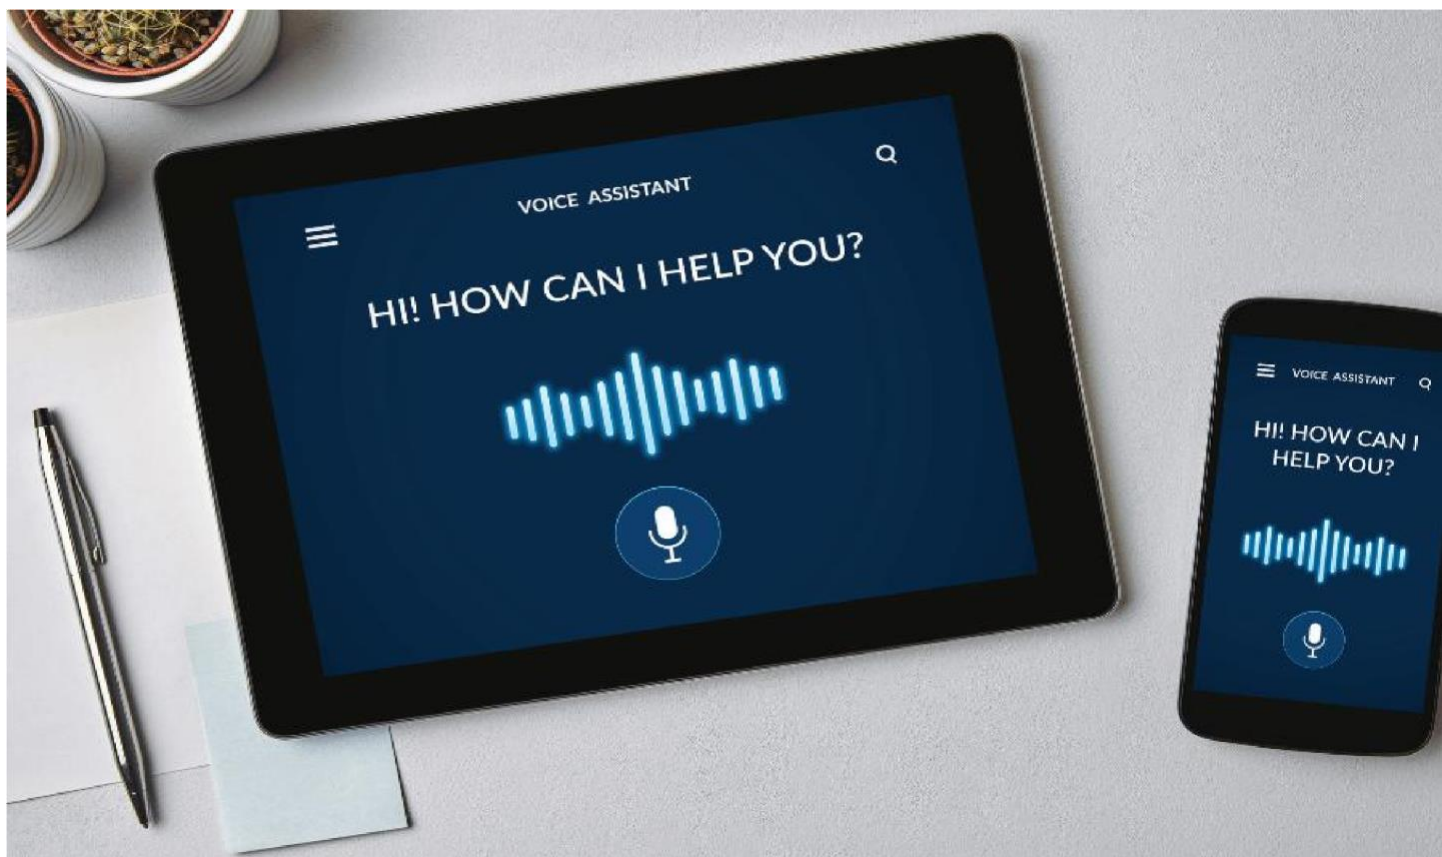 VOICE ASSISTANT
HI! HOW CAN I HELP YOU?
VOICE ASSISTANT
HI! HOW CAN I
HELP YOU?